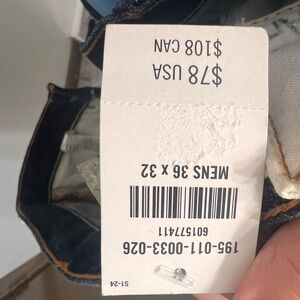 S1-24
195-011-0033-026
601577411
MENS 36 x 32
$78 USA
$108 CAN